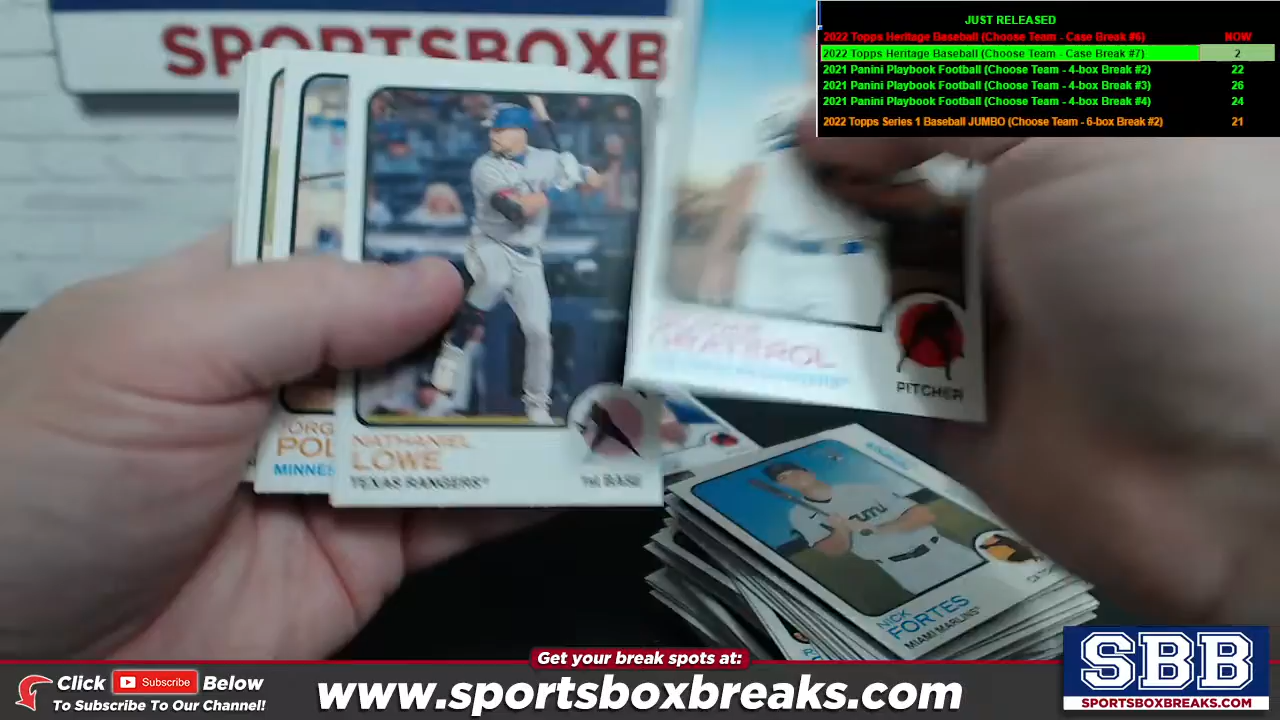 SPORTSBOXB
JUST RELEASED
2022 Topps Heritage Baseball (Choose Team - Case Break #6) NOW
2022 Topps Heritage Baseball (Choose Team - Case Break #7) 2
2021 Panini Playbook Football (Choose Team - 4-box Break #2) 22
2021 Panini Playbook Football (Choose Team - 4-box Break #3) 26
2021 Panini Playbook Football (Choose Team - 4-box Break #4) 24
2022 Topps Series 1 Baseball JUMBO (Choose Team - 6-box Break #2) 21
GRATEROL
PITCHER
POL
MINNES
NATHANIEL
LOWE
TEXAS RANGERS
1st BASE
NICK
FORTES
MIAMI MARLINS
Get your break spots at:
Click Subscribe Below
To Subscribe To Our Channel!
www.sportsboxbreaks.com
SBB
SPORTSBOXBREAKS.COM